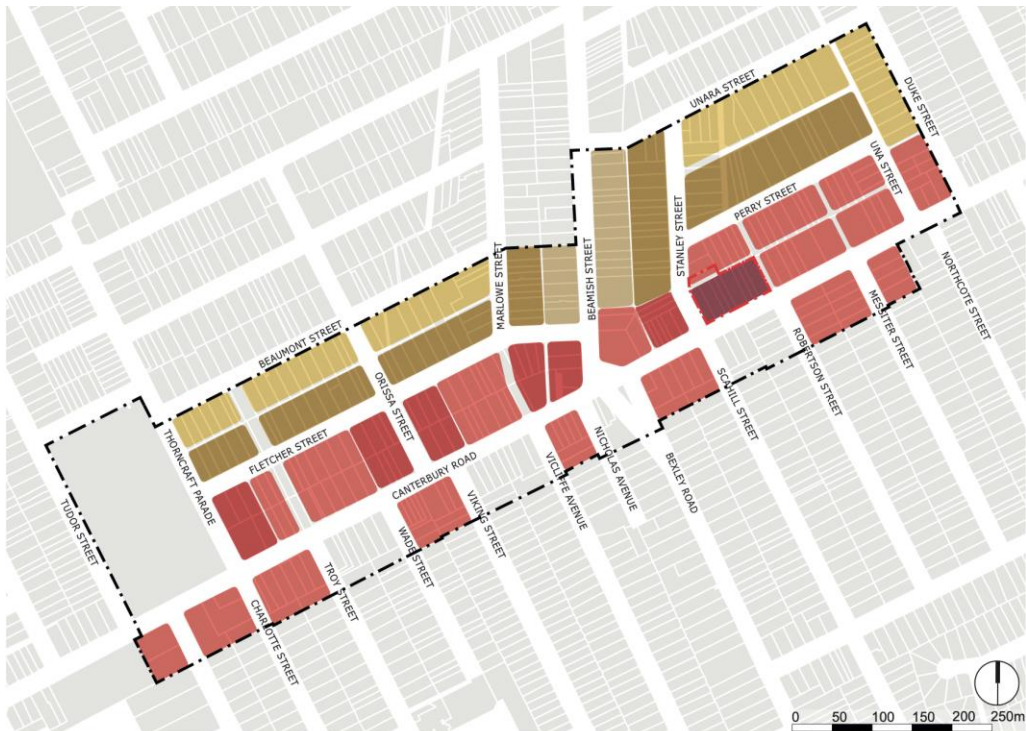 UNARA STREET
DUKE STREET
UNA STREET
PERRY STREET
STANLEY STREET
BEAMISH STREET
MARLOWE STREET
NORTHCOTE STREET
MESSITER STREET
ROBERTSON STREET
BEAUMONT STREET
ORISSA STREET
SCAHILL STREET
THORNCRAFT PARADE
FLETCHER STREET
CANTERBURY ROAD
NICHOLAS AVENUE
VICLIFFE AVENUE
BEXLEY ROAD
TUDOR STREET
VIKING STREET
WADE STREET
TROY STREET
CHARLOTTE STREET
0 50 100 150 200 250m